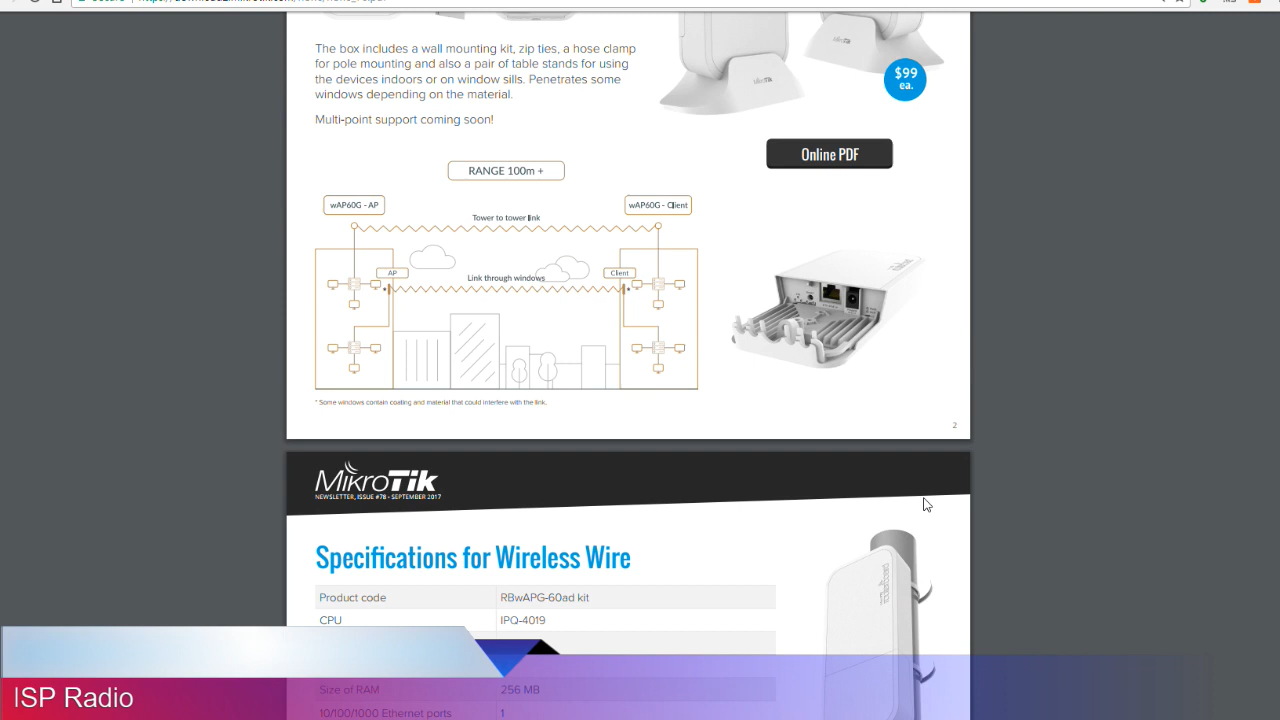 The box includes a wall mounting kit, zip ties, a hose clamp
for pole mounting and also a pair of table stands for using
the devices indoors or on window sills. Penetrates some
windows depending on the material.
Multi-point support coming soon!
MikroTik
MikroTik
$99
ea.
Online PDF
RANGE 100m +
wAP60G - AP
wAP60G - Client
Tower to tower link
AP
Link through windows
Client
* Some windows contain coating and material that could interfere with the link.
2
MikroTik
NEWSLETTER, ISSUE #78 - SEPTEMBER 2017
Specifications for Wireless Wire
Product code RBwAPG-60ad kit
CPU IPQ-4019
Size of RAM 256 MB
10/100/1000 Ethernet ports 1
ISP Radio